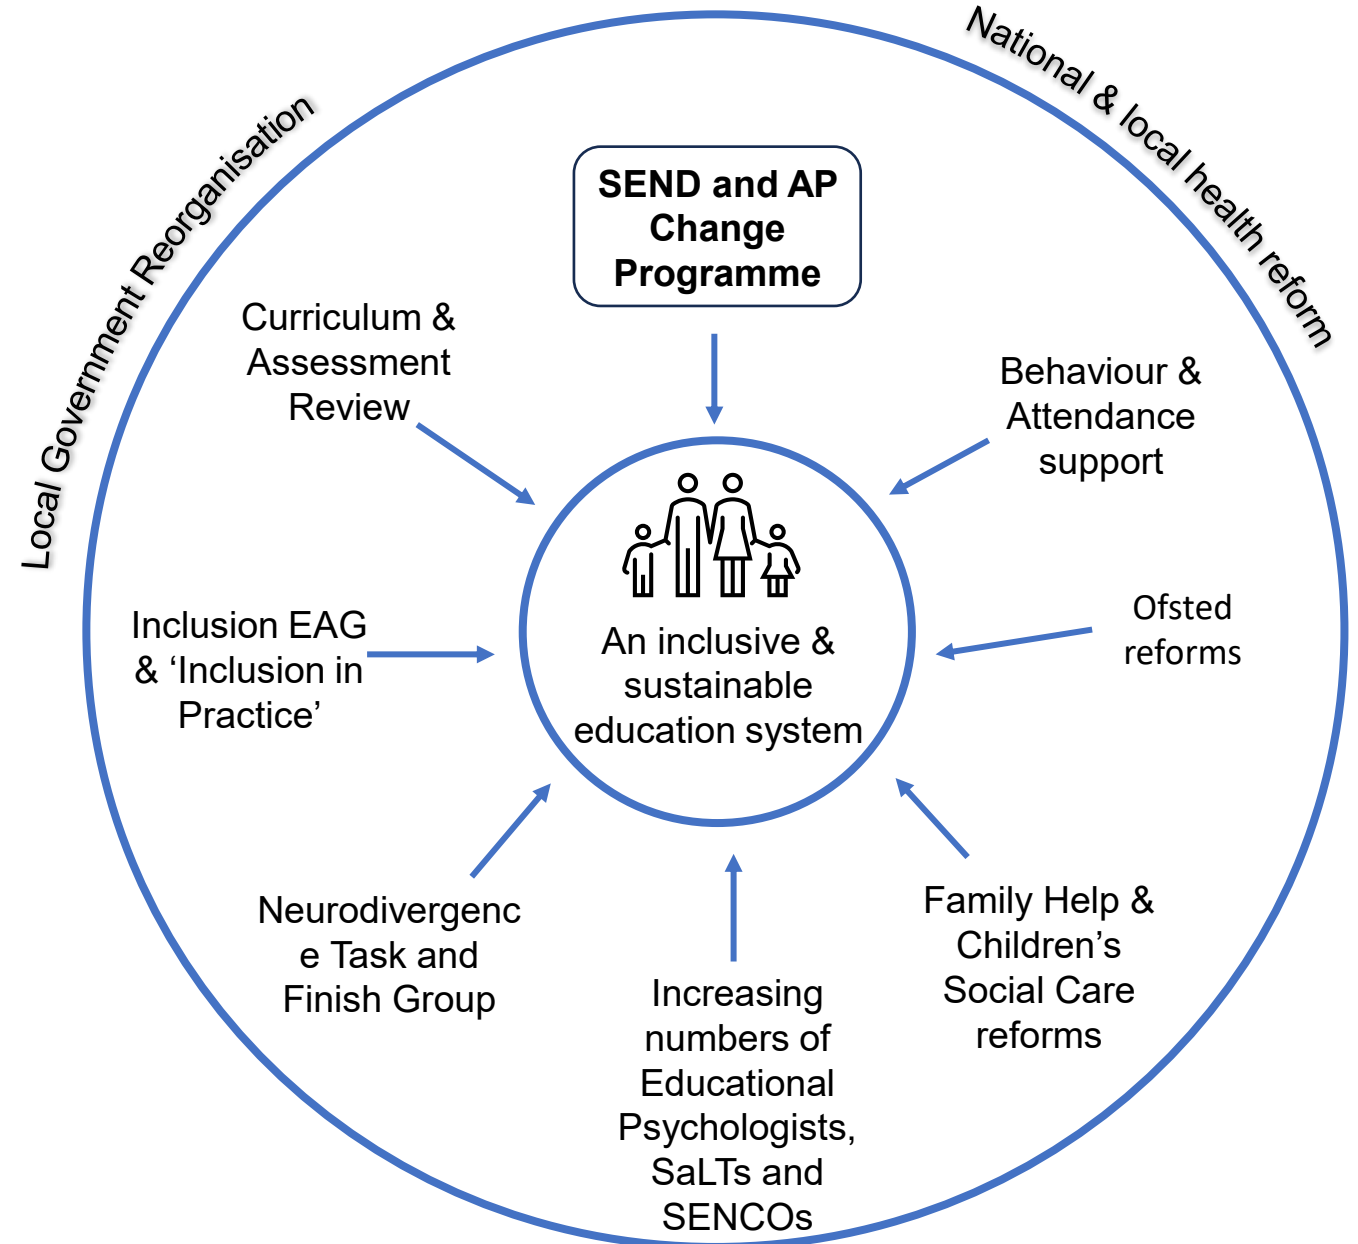 Local Government Reorganisation
National & local health reform
SEND and AP
Change
Programme
Curriculum &
Assessment
Review
Behaviour &
Attendance
support
Inclusion EAG
& ‘Inclusion in
Practice’
An inclusive &
sustainable
education system
Ofsted
reforms
Neurodivergenc
e Task and
Finish Group
Increasing
numbers of
Educational
Psychologists,
SaLTs and
SENCOs
Family Help &
Children’s
Social Care
reforms